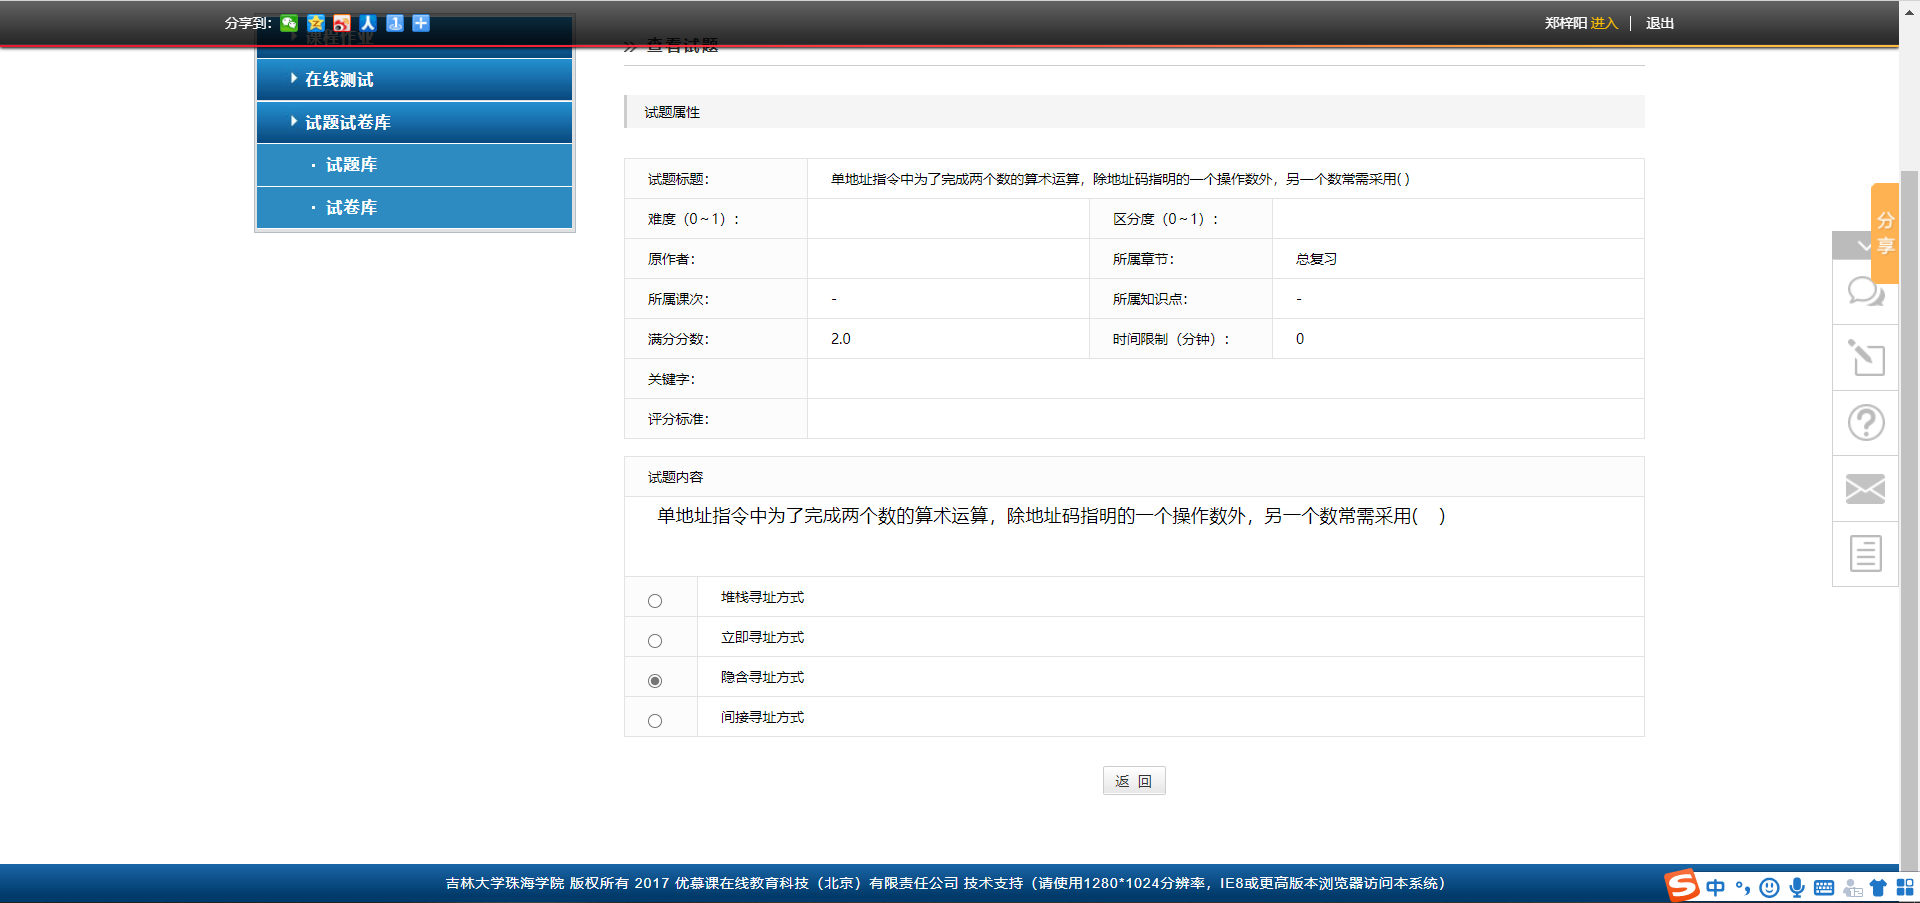 分享到：
郑梓阳 进入 | 退出
课程作业
在线测试
试题试卷库
· 试题库
· 试卷库
» 查看试题
试题属性
试题标题： 单地址指令中为了完成两个数的算术运算，除地址码指明的一个操作数外，另一个数常需采用( )
难度（0～1）： 区分度（0～1）：
原作者： 所属章节： 总复习
所属课次： - 所属知识点： -
满分分数： 2.0 时间限制（分钟）： 0
关键字：
评分标准：
试题内容
单地址指令中为了完成两个数的算术运算，除地址码指明的一个操作数外，另一个数常需采用( )
堆栈寻址方式
立即寻址方式
隐含寻址方式
间接寻址方式
返 回
分
享
吉林大学珠海学院 版权所有 2017 优慕课在线教育科技（北京）有限责任公司 技术支持（请使用1280*1024分辨率，IE8或更高版本浏览器访问本系统）
中